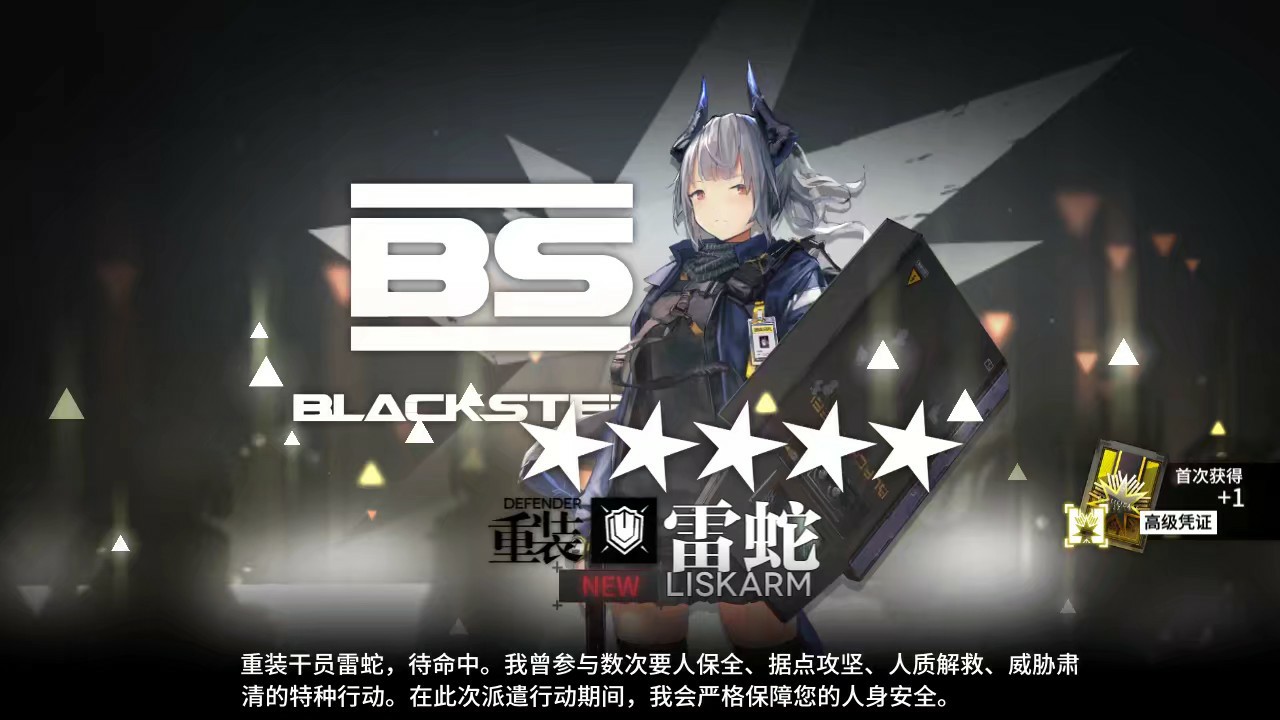 BS
BLACKSTE
首次获得
+1
高级凭证
DEFENDER
重装
雷蛇
NEW
LISKARM
重装干员雷蛇，待命中。我曾参与数次要人保全、据点攻坚、人质解救、威胁肃
清的特种行动。在此次派遣行动期间，我会严格保障您的人身安全。